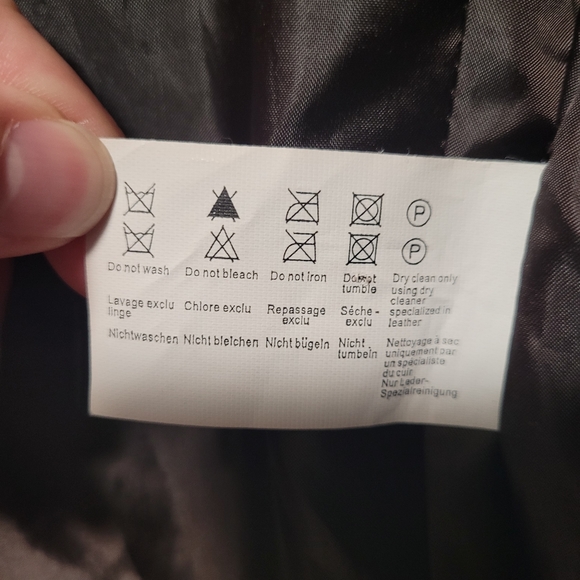 P
P
Do not wash
Do not bleach
Do not iron
Do not
tumble
Dry clean only
using dry
cleaner
specialized in
leather
Lavage exclu
linge
Chlore exclu
Repassage
exclu
Séche-
exclu
Nettoyage à sec
uniquement par
un spécialiste
du cuir
Nichtwaschen
Nicht bleichen
Nicht bügeln
Nicht
tumbeln
Nur Leder-
Spezialreinigung